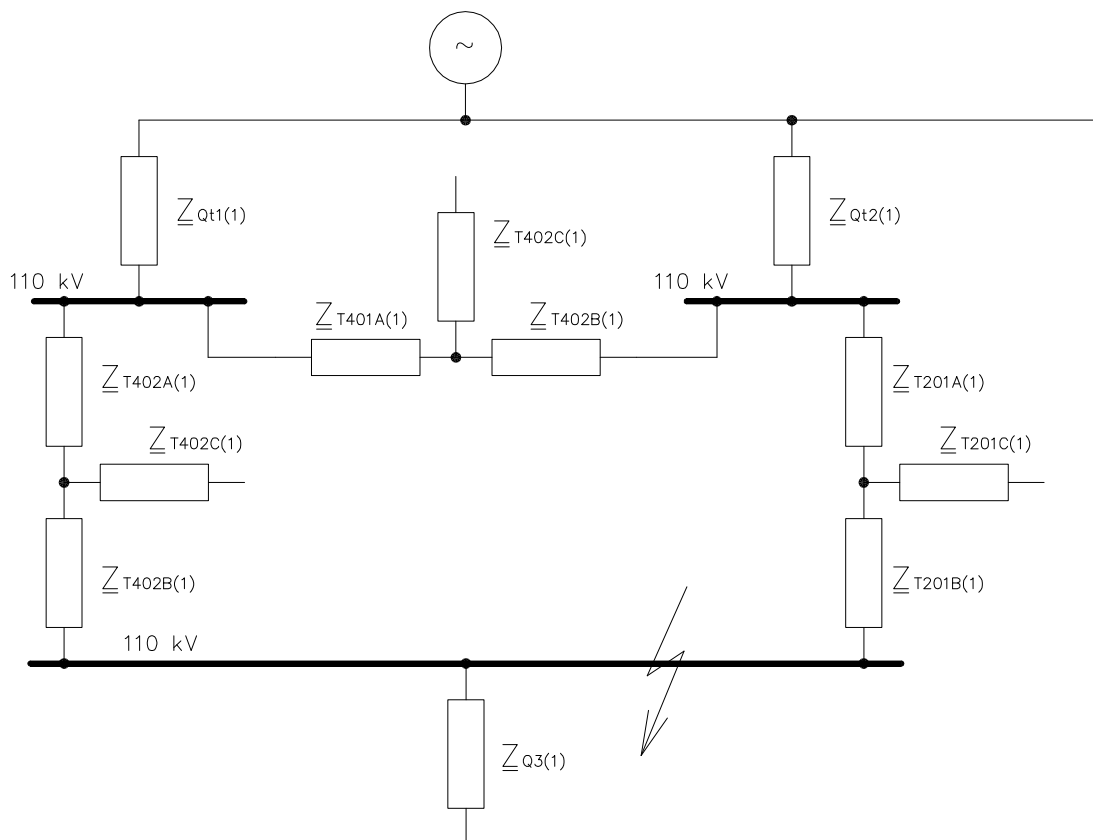 ~
Z Qt1(1)
Z T402C(1)
Z Qt2(1)
110 kV
110 kV
Z T401A(1)
Z T402B(1)
Z T402A(1)
Z T201A(1)
Z T402C(1)
Z T201C(1)
Z T402B(1)
Z T201B(1)
110 kV
Z Q3(1)